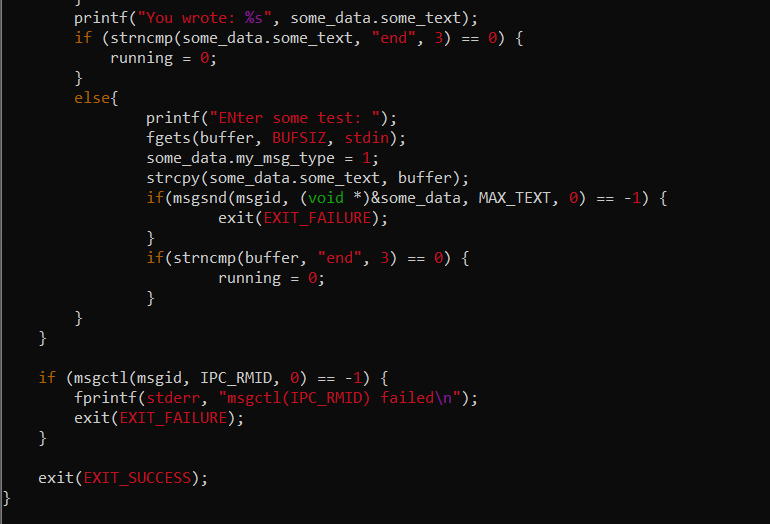 }
printf("You wrote: %s", some_data.some_text);
if (strncmp(some_data.some_text, "end", 3) == 0) {
running = 0;
}
else{
printf("ENter some test: ");
fgets(buffer, BUFSIZ, stdin);
some_data.my_msg_type = 1;
strcpy(some_data.some_text, buffer);
if(msgsnd(msgid, (void *)&some_data, MAX_TEXT, 0) == -1) {
exit(EXIT_FAILURE);
}
if(strncmp(buffer, "end", 3) == 0) {
running = 0;
}
}
}
if (msgctl(msgid, IPC_RMID, 0) == -1) {
fprintf(stderr, "msgctl(IPC_RMID) failed\n");
exit(EXIT_FAILURE);
}
exit(EXIT_SUCCESS);
}